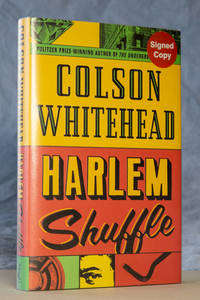 PULITZER PRIZE-WINNING AUTHOR OF THE UNDERGR
Signed
Copy
COLSON
WHITEHEAD
HARLEM
Shuffle